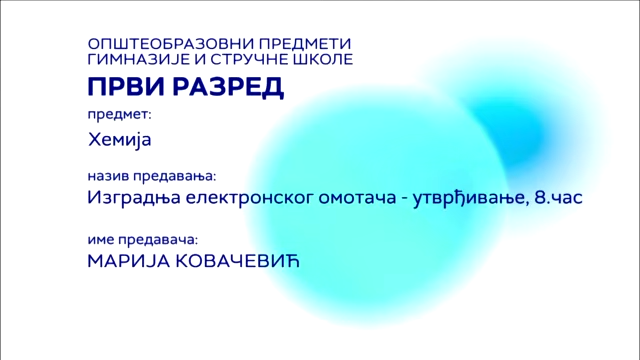 ОПШТЕОБРАЗОВНИ ПРЕДМЕТИ
ГИМНАЗИЈЕ И СТРУЧНЕ ШКОЛЕ
ПРВИ РАЗРЕД
предмет:
Хемија
назив предавања:
Изградња електронског омотача - утврђивање, 8.час
име предавача:
МАРИЈА КОВАЧЕВИЋ